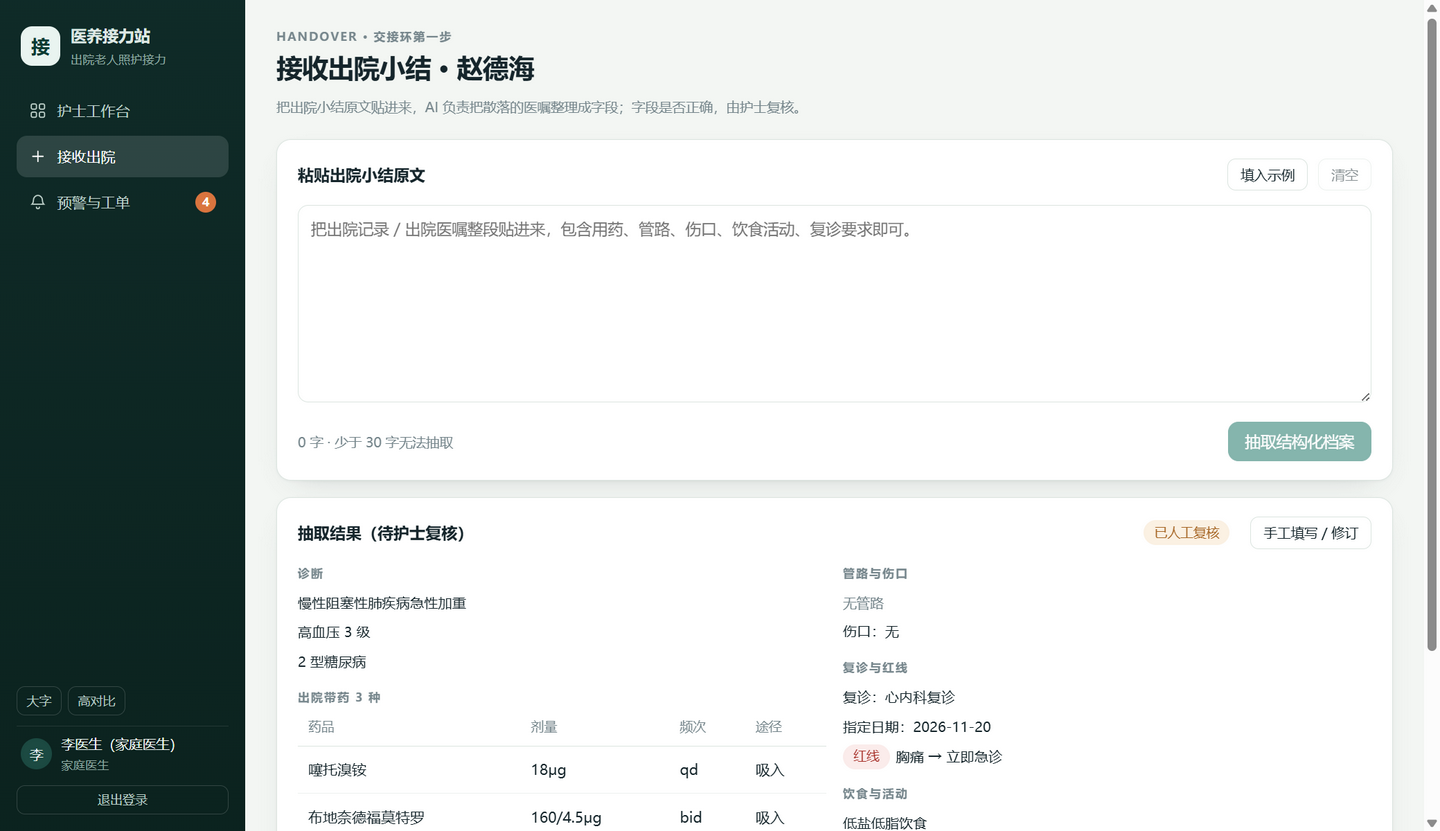 接
医养接力站
出院老人照护接力
护士工作台
接收出院
预警与工单
4
大字
高对比
李
李医生（家庭医生）
家庭医生
退出登录
HANDOVER • 交接环第一步
接收出院小结 • 赵德海
把出院小结原文贴进来，AI 负责把散落的医嘱整理成字段；字段是否正确，由护士复核。
粘贴出院小结原文
填入示例
清空
把出院记录 / 出院医嘱整段贴进来，包含用药、管路、伤口、饮食活动、复诊要求即可。
0 字 · 少于 30 字无法抽取
抽取结构化档案
抽取结果（待护士复核）
已人工复核
手工填写 / 修订
诊断
慢性阻塞性肺疾病急性加重
高血压 3 级
2 型糖尿病
出院带药 3 种
药品 剂量 频次 途径
噻托溴铵 18μg qd 吸入
布地奈德福莫特罗 160/4.5μg bid 吸入
管路与伤口
无管路
伤口：无
复诊与红线
复诊：心内科复诊
指定日期：2026-11-20
红线 胸痛 → 立即急诊
饮食与活动
低盐低脂饮食